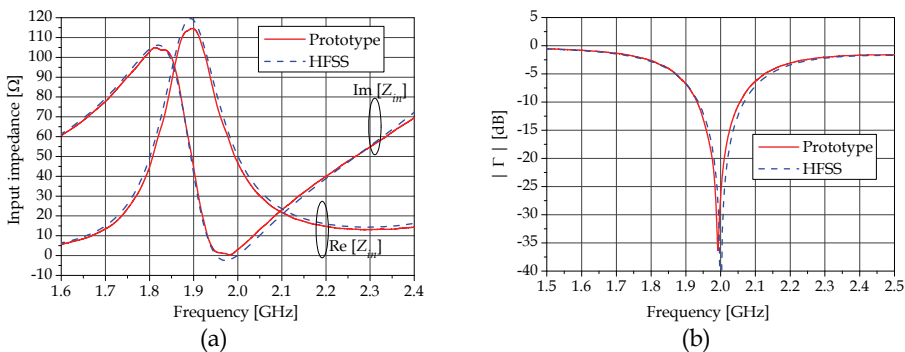 120
110
100
90
80
70
60
50
40
30
20
10
0
-10
Input impedance [Ω]
Prototype
HFSS
Im [Z_in]
Re [Z_in]
1.6 1.7 1.8 1.9 2.0 2.1 2.2 2.3 2.4
Frequency [GHz]
(a)
5
0
-5
-10
-15
-20
-25
-30
-35
-40
| Γ | [dB]
Prototype
HFSS
1.5 1.6 1.7 1.8 1.9 2.0 2.1 2.2 2.3 2.4 2.5
Frequency [GHz]
(b)